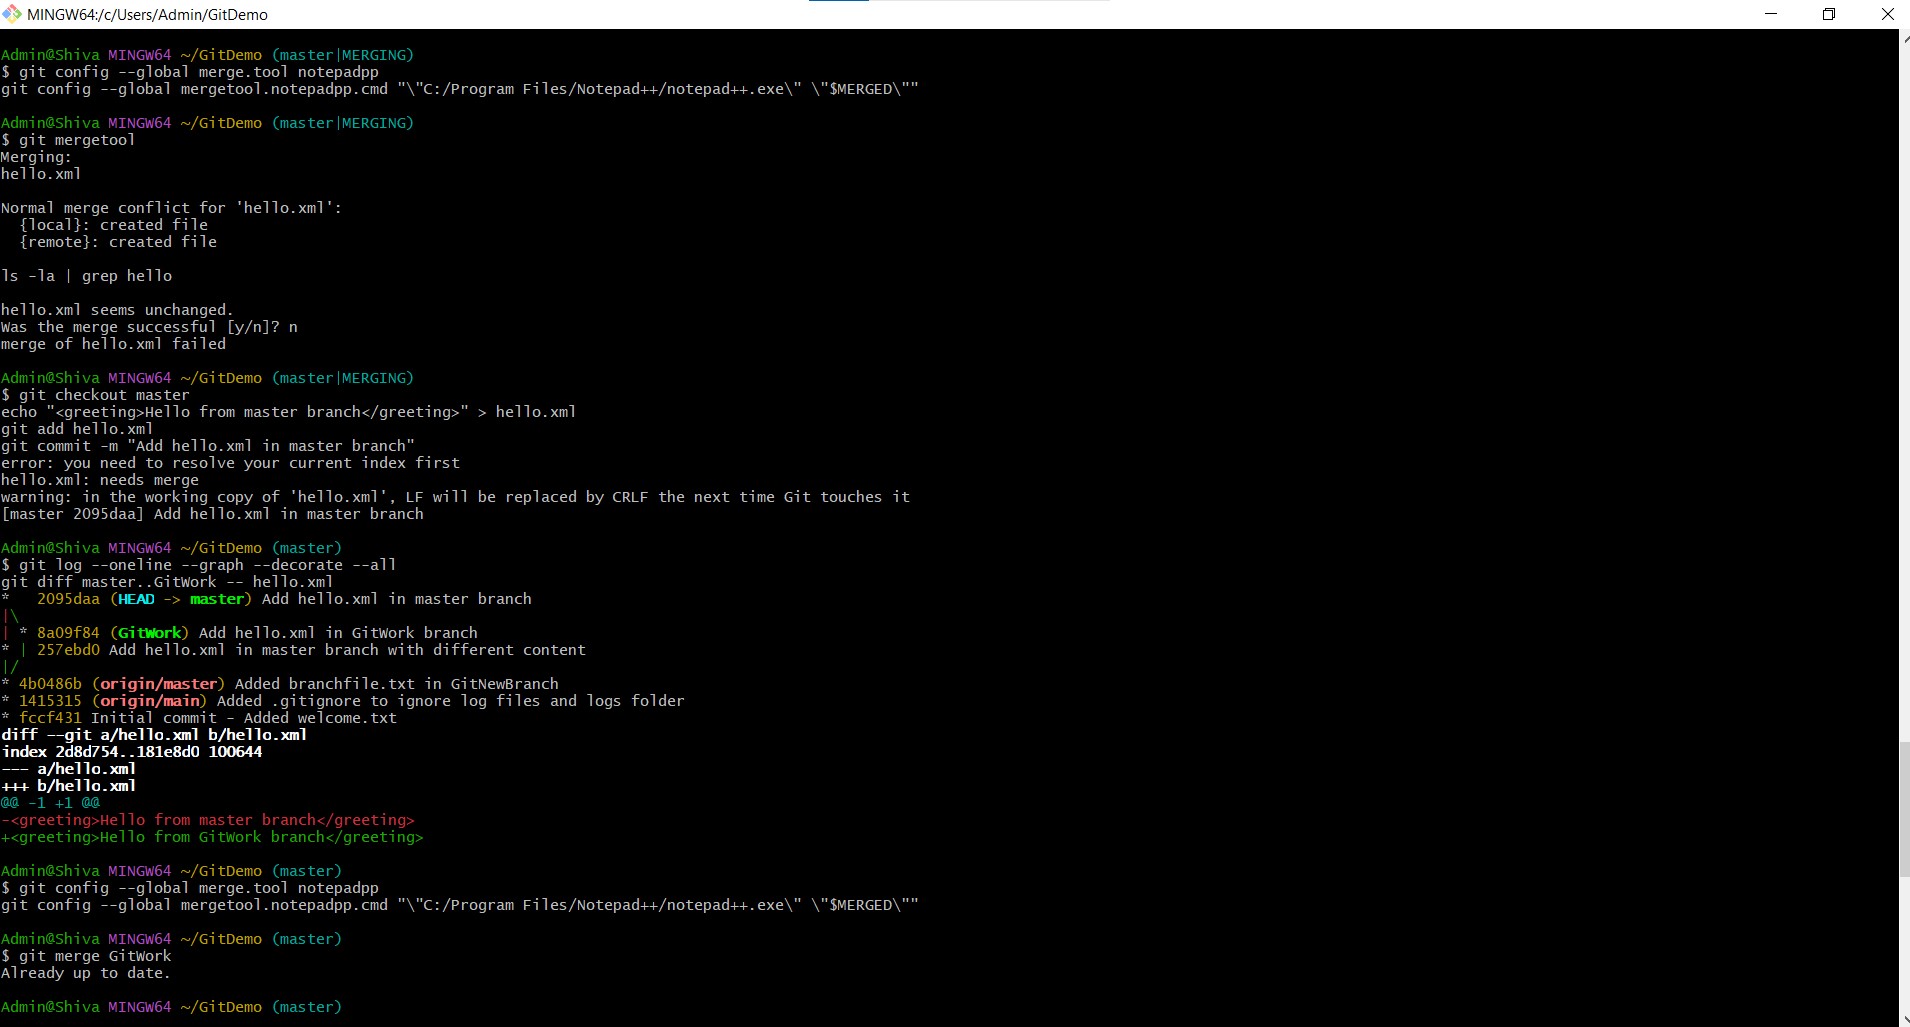 MINGW64:/c/Users/Admin/GitDemo
Admin@Shiva MINGW64 ~/GitDemo (master|MERGING)
$ git config --global merge.tool notepadpp
git config --global mergetool.notepadpp.cmd "\"C:/Program Files/Notepad++/notepad++.exe\" \"$MERGED\""
Admin@Shiva MINGW64 ~/GitDemo (master|MERGING)
$ git mergetool
Merging:
hello.xml
Normal merge conflict for 'hello.xml':
  {local}: created file
  {remote}: created file
ls -la | grep hello
hello.xml seems unchanged.
Was the merge successful [y/n]? n
merge of hello.xml failed
Admin@Shiva MINGW64 ~/GitDemo (master|MERGING)
$ git checkout master
echo "<greeting>Hello from master branch</greeting>" > hello.xml
git add hello.xml
git commit -m "Add hello.xml in master branch"
error: you need to resolve your current index first
hello.xml: needs merge
warning: in the working copy of 'hello.xml', LF will be replaced by CRLF the next time Git touches it
[master 2095daa] Add hello.xml in master branch
Admin@Shiva MINGW64 ~/GitDemo (master)
$ git log --oneline --graph --decorate --all
git diff master..GitWork -- hello.xml
*   2095daa (HEAD -> master) Add hello.xml in master branch
|\
| * 8a09f84 (GitWork) Add hello.xml in GitWork branch
* | 257ebd0 Add hello.xml in master branch with different content
|/
* 4b0486b (origin/master) Added branchfile.txt in GitNewBranch
* 1415315 (origin/main) Added .gitignore to ignore log files and logs folder
* fccf431 Initial commit - Added welcome.txt
diff --git a/hello.xml b/hello.xml
index 2d8d754..181e8d0 100644
--- a/hello.xml
+++ b/hello.xml
@@ -1 +1 @@
-<greeting>Hello from master branch</greeting>
+<greeting>Hello from GitWork branch</greeting>
Admin@Shiva MINGW64 ~/GitDemo (master)
$ git config --global merge.tool notepadpp
git config --global mergetool.notepadpp.cmd "\"C:/Program Files/Notepad++/notepad++.exe\" \"$MERGED\""
Admin@Shiva MINGW64 ~/GitDemo (master)
$ git merge GitWork
Already up to date.
Admin@Shiva MINGW64 ~/GitDemo (master)